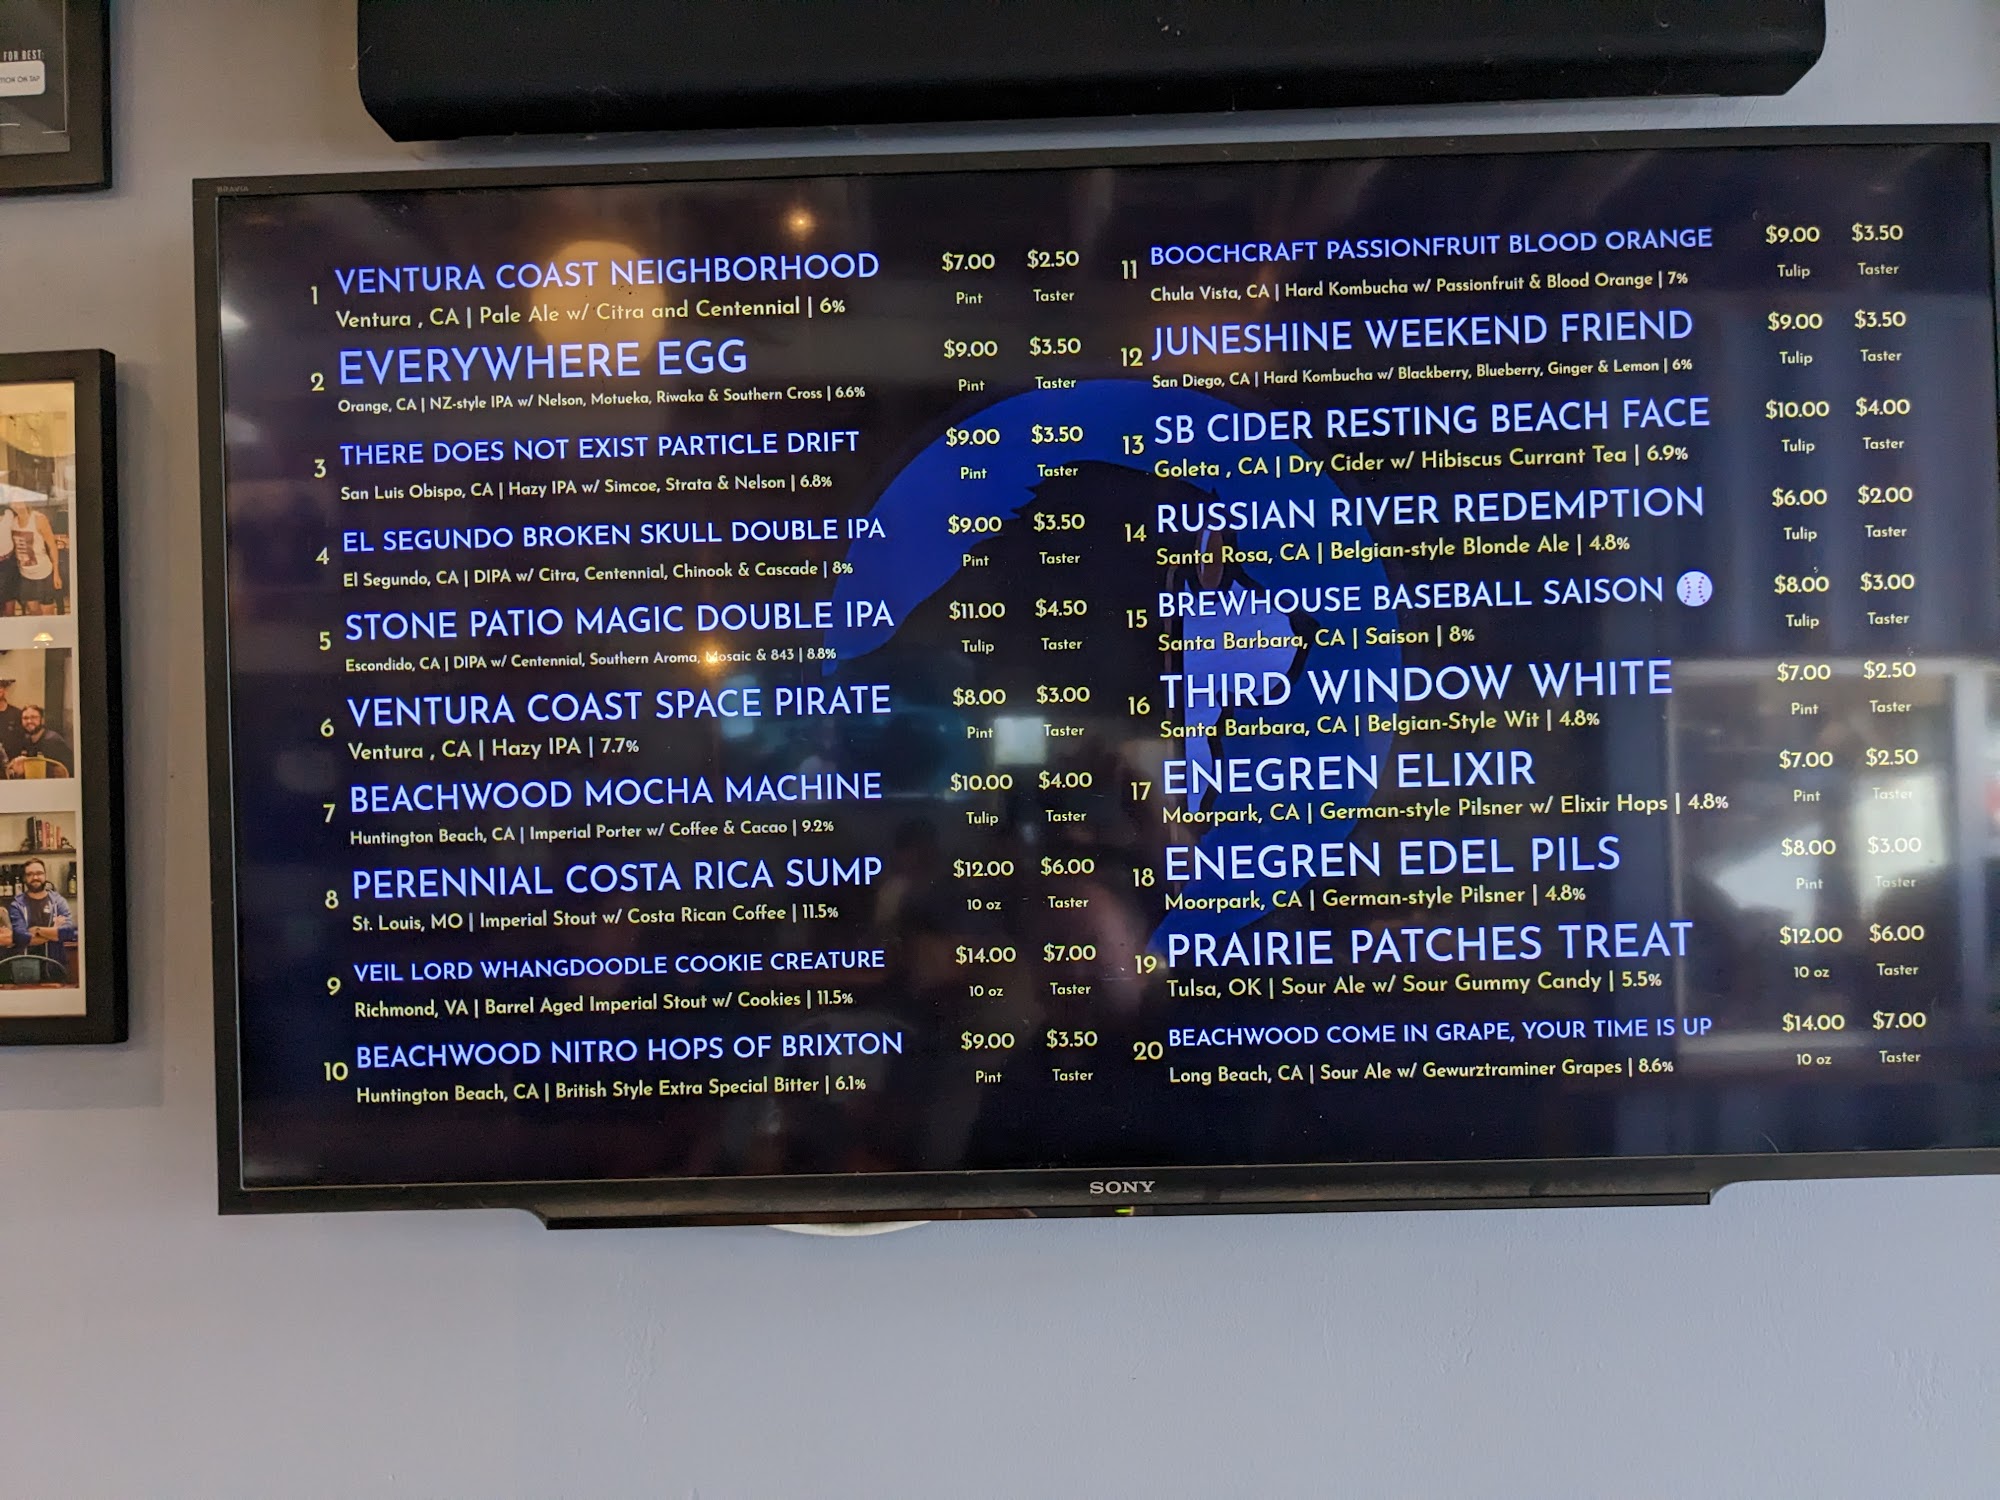 FOR BEST:
TION ON TAP
BRAVIA
1 VENTURA COAST NEIGHBORHOOD $7.00 $2.50
Ventura , CA | Pale Ale w/ Citra and Centennial | 6% Pint Taster
2 EVERYWHERE EGG $9.00 $3.50
Orange, CA | NZ-style IPA w/ Nelson, Motueka, Riwaka & Southern Cross | 6.6% Pint Taster
3 THERE DOES NOT EXIST PARTICLE DRIFT $9.00 $3.50
San Luis Obispo, CA | Hazy IPA w/ Simcoe, Strata & Nelson | 6.8% Pint Taster
4 EL SEGUNDO BROKEN SKULL DOUBLE IPA $9.00 $3.50
El Segundo, CA | DIPA w/ Citra, Centennial, Chinook & Cascade | 8% Pint Taster
5 STONE PATIO MAGIC DOUBLE IPA $11.00 $4.50
Escondido, CA | DIPA w/ Centennial, Southern Aroma, Mosaic & 843 | 8.8% Tulip Taster
6 VENTURA COAST SPACE PIRATE $8.00 $3.00
Ventura , CA | Hazy IPA | 7.7% Pint Taster
7 BEACHWOOD MOCHA MACHINE $10.00 $4.00
Huntington Beach, CA | Imperial Porter w/ Coffee & Cacao | 9.2% Tulip Taster
8 PERENNIAL COSTA RICA SUMP $12.00 $6.00
St. Louis, MO | Imperial Stout w/ Costa Rican Coffee | 11.5% 10 oz Taster
9 VEIL LORD WHANGDOODLE COOKIE CREATURE $14.00 $7.00
Richmond, VA | Barrel Aged Imperial Stout w/ Cookies | 11.5% 10 oz Taster
10 BEACHWOOD NITRO HOPS OF BRIXTON $9.00 $3.50
Huntington Beach, CA | British Style Extra Special Bitter | 6.1% Pint Taster
11 BOOCHCRAFT PASSIONFRUIT BLOOD ORANGE $9.00 $3.50
Chula Vista, CA | Hard Kombucha w/ Passionfruit & Blood Orange | 7% Tulip Taster
12 JUNESHINE WEEKEND FRIEND $9.00 $3.50
San Diego, CA | Hard Kombucha w/ Blackberry, Blueberry, Ginger & Lemon | 6% Tulip Taster
13 SB CIDER RESTING BEACH FACE $10.00 $4.00
Goleta , CA | Dry Cider w/ Hibiscus Currant Tea | 6.9% Tulip Taster
14 RUSSIAN RIVER REDEMPTION $6.00 $2.00
Santa Rosa, CA | Belgian-style Blonde Ale | 4.8% Tulip Taster
15 BREWHOUSE BASEBALL SAISON $8.00 $3.00
Santa Barbara, CA | Saison | 8% Tulip Taster
16 THIRD WINDOW WHITE $7.00 $2.50
Santa Barbara, CA | Belgian-Style Wit | 4.8% Pint Taster
17 ENEGREN ELIXIR $7.00 $2.50
Moorpark, CA | German-style Pilsner w/ Elixir Hops | 4.8% Pint Taster
18 ENEGREN EDEL PILS $8.00 $3.00
Moorpark, CA | German-style Pilsner | 4.8% Pint Taster
19 PRAIRIE PATCHES TREAT $12.00 $6.00
Tulsa, OK | Sour Ale w/ Sour Gummy Candy | 5.5% 10 oz Taster
20 BEACHWOOD COME IN GRAPE, YOUR TIME IS UP $14.00 $7.00
Long Beach, CA | Sour Ale w/ Gewurztraminer Grapes | 8.6% 10 oz Taster
SONY